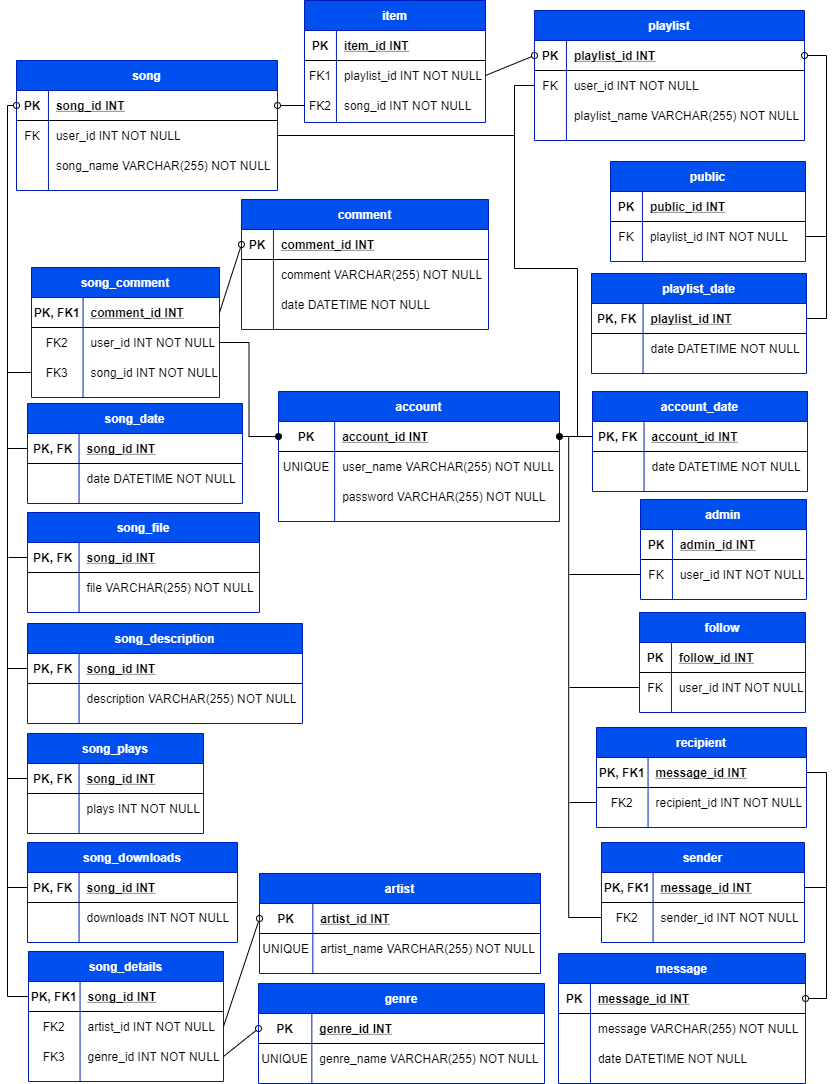 item
PK item_id INT
FK1 playlist_id INT NOT NULL
FK2 song_id INT NOT NULL
playlist
PK playlist_id INT
FK user_id INT NOT NULL
playlist_name VARCHAR(255) NOT NULL
song
PK song_id INT
FK user_id INT NOT NULL
song_name VARCHAR(255) NOT NULL
public
PK public_id INT
FK playlist_id INT NOT NULL
comment
PK comment_id INT
comment VARCHAR(255) NOT NULL
date DATETIME NOT NULL
song_comment
PK, FK1 comment_id INT
FK2 user_id INT NOT NULL
FK3 song_id INT NOT NULL
playlist_date
PK, FK playlist_id INT
date DATETIME NOT NULL
account
PK account_id INT
UNIQUE user_name VARCHAR(255) NOT NULL
password VARCHAR(255) NOT NULL
account_date
PK, FK account_id INT
date DATETIME NOT NULL
song_date
PK, FK song_id INT
date DATETIME NOT NULL
admin
PK admin_id INT
FK user_id INT NOT NULL
song_file
PK, FK song_id INT
file VARCHAR(255) NOT NULL
follow
PK follow_id INT
FK user_id INT NOT NULL
song_description
PK, FK song_id INT
description VARCHAR(255) NOT NULL
recipient
PK, FK1 message_id INT
FK2 recipient_id INT NOT NULL
song_plays
PK, FK song_id INT
plays INT NOT NULL
sender
PK, FK1 message_id INT
FK2 sender_id INT NOT NULL
song_downloads
PK, FK song_id INT
downloads INT NOT NULL
artist
PK artist_id INT
UNIQUE artist_name VARCHAR(255) NOT NULL
song_details
PK, FK1 song_id INT
FK2 artist_id INT NOT NULL
FK3 genre_id INT NOT NULL
message
PK message_id INT
message VARCHAR(255) NOT NULL
date DATETIME NOT NULL
genre
PK genre_id INT
UNIQUE genre_name VARCHAR(255) NOT NULL